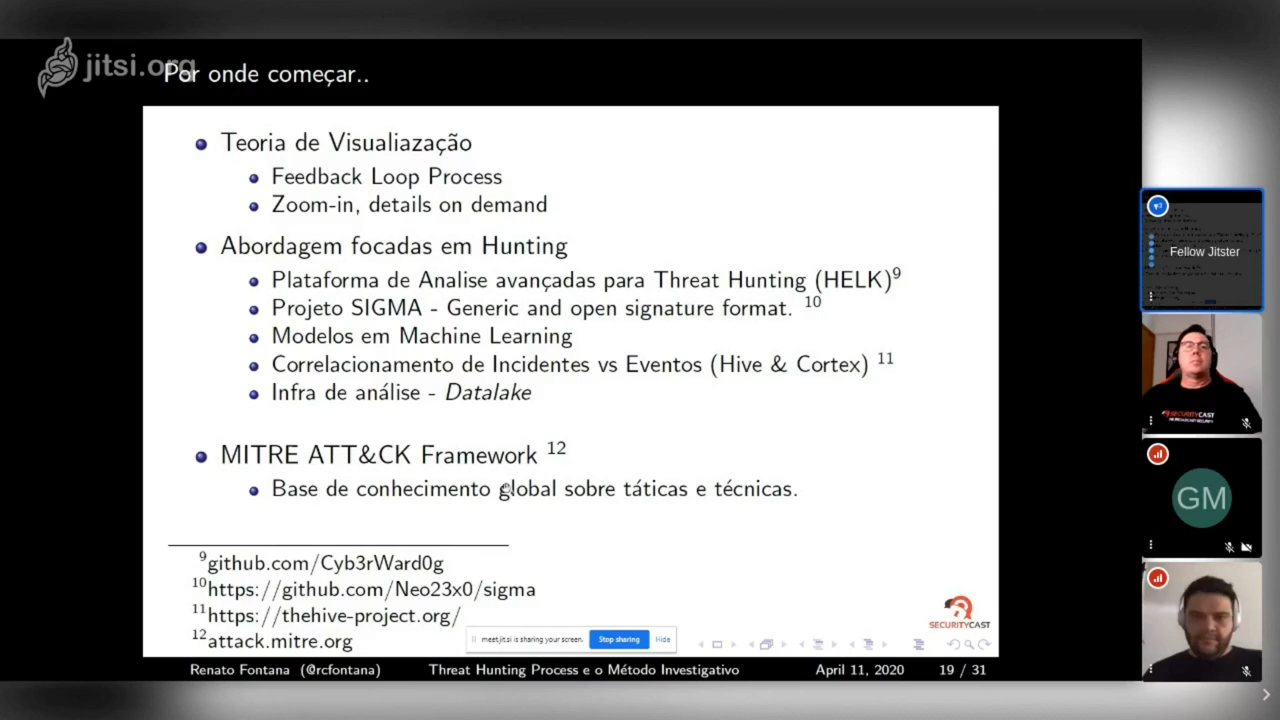 jitsi.org
Por onde começar..
Teoria de Visualiazação
Feedback Loop Process
Zoom-in, details on demand
Abordagem focadas em Hunting
Plataforma de Analise avançadas para Threat Hunting (HELK)9
Projeto SIGMA - Generic and open signature format. 10
Modelos em Machine Learning
Correlacionamento de Incidentes vs Eventos (Hive & Cortex) 11
Infra de análise - Datalake
MITRE ATT&CK Framework 12
Base de conhecimento global sobre táticas e técnicas.
9github.com/Cyb3rWard0g
10https://github.com/Neo23x0/sigma
11https://thehive-project.org/
12attack.mitre.org
meet.jit.si is sharing your screen. Stop sharing Hide
SECURITYCAST
Renato Fontana (@rcfontana) Threat Hunting Process e o Método Investigativo April 11, 2020 19 / 31
Fellow Jitster
SECURITYCAST
GM